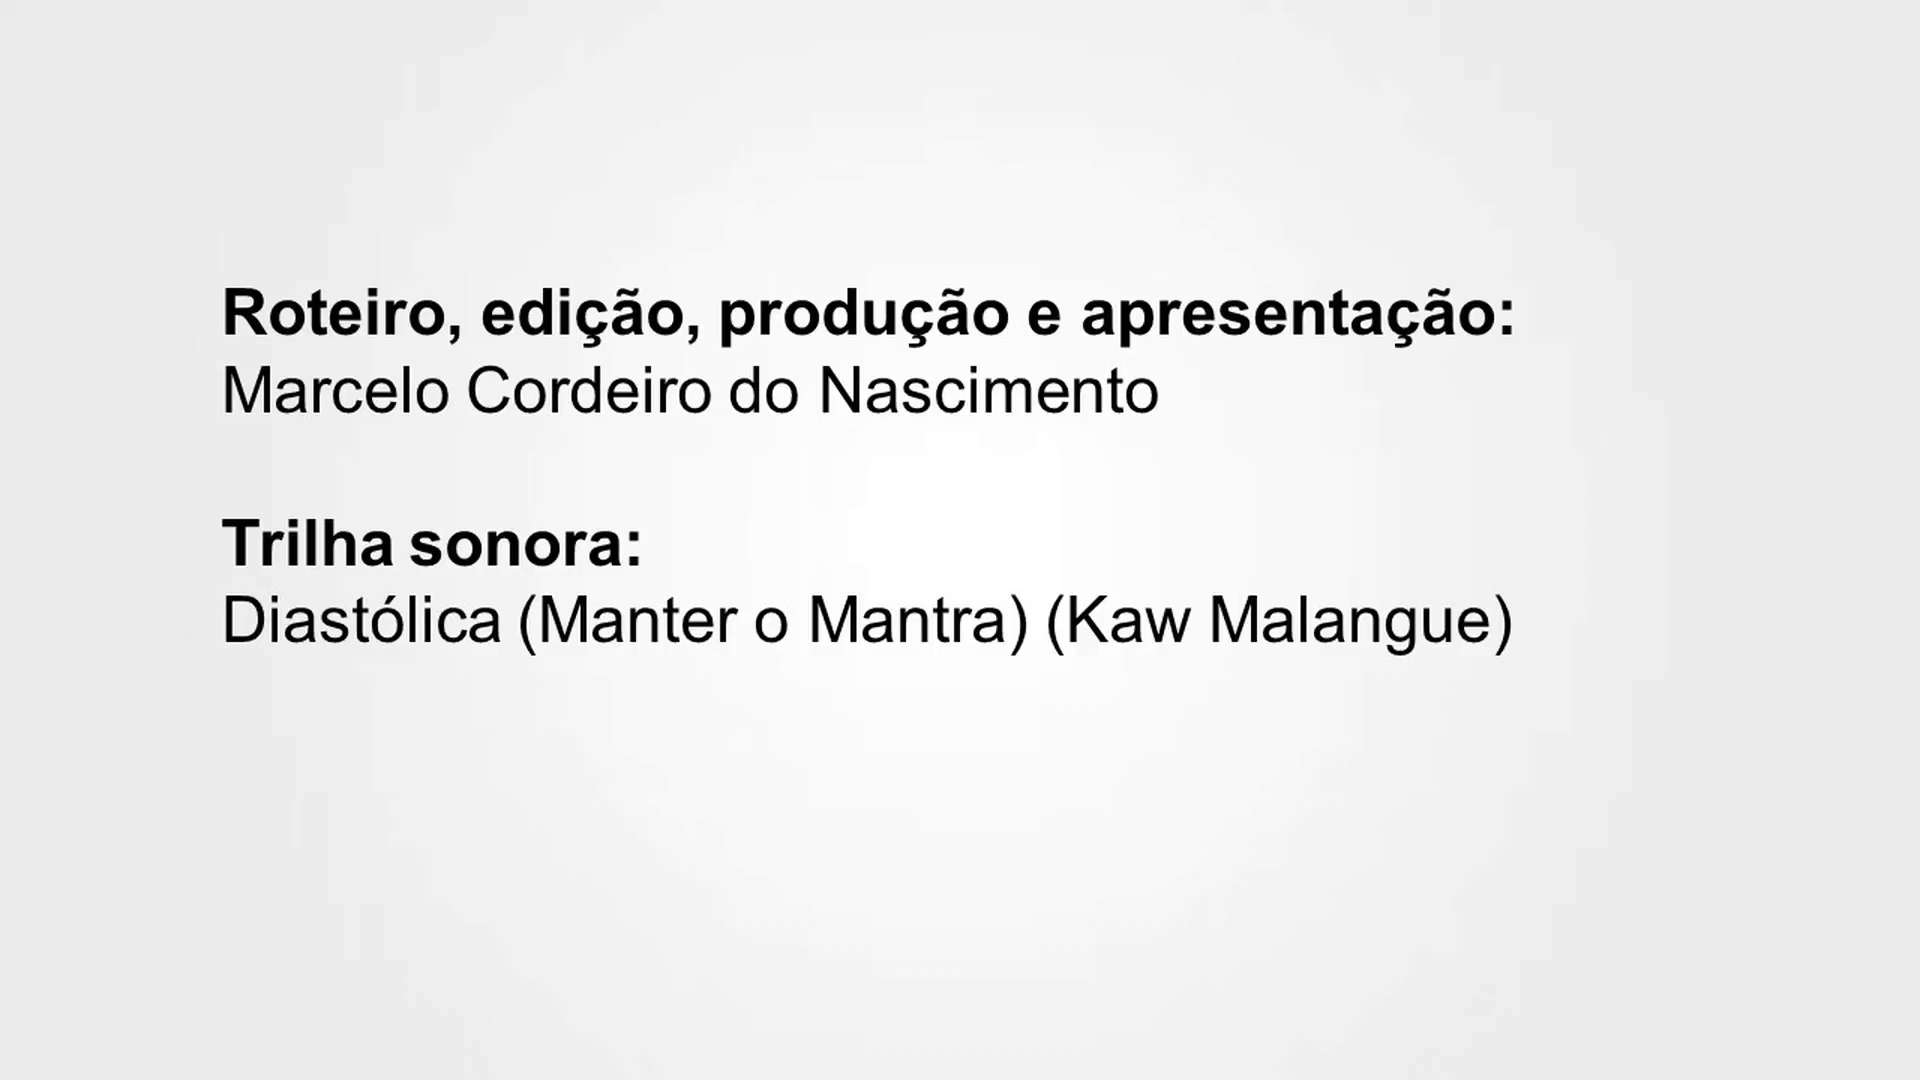 Roteiro, edição, produção e apresentação:
Marcelo Cordeiro do Nascimento
Trilha sonora:
Diastólica (Manter o Mantra) (Kaw Malangue)